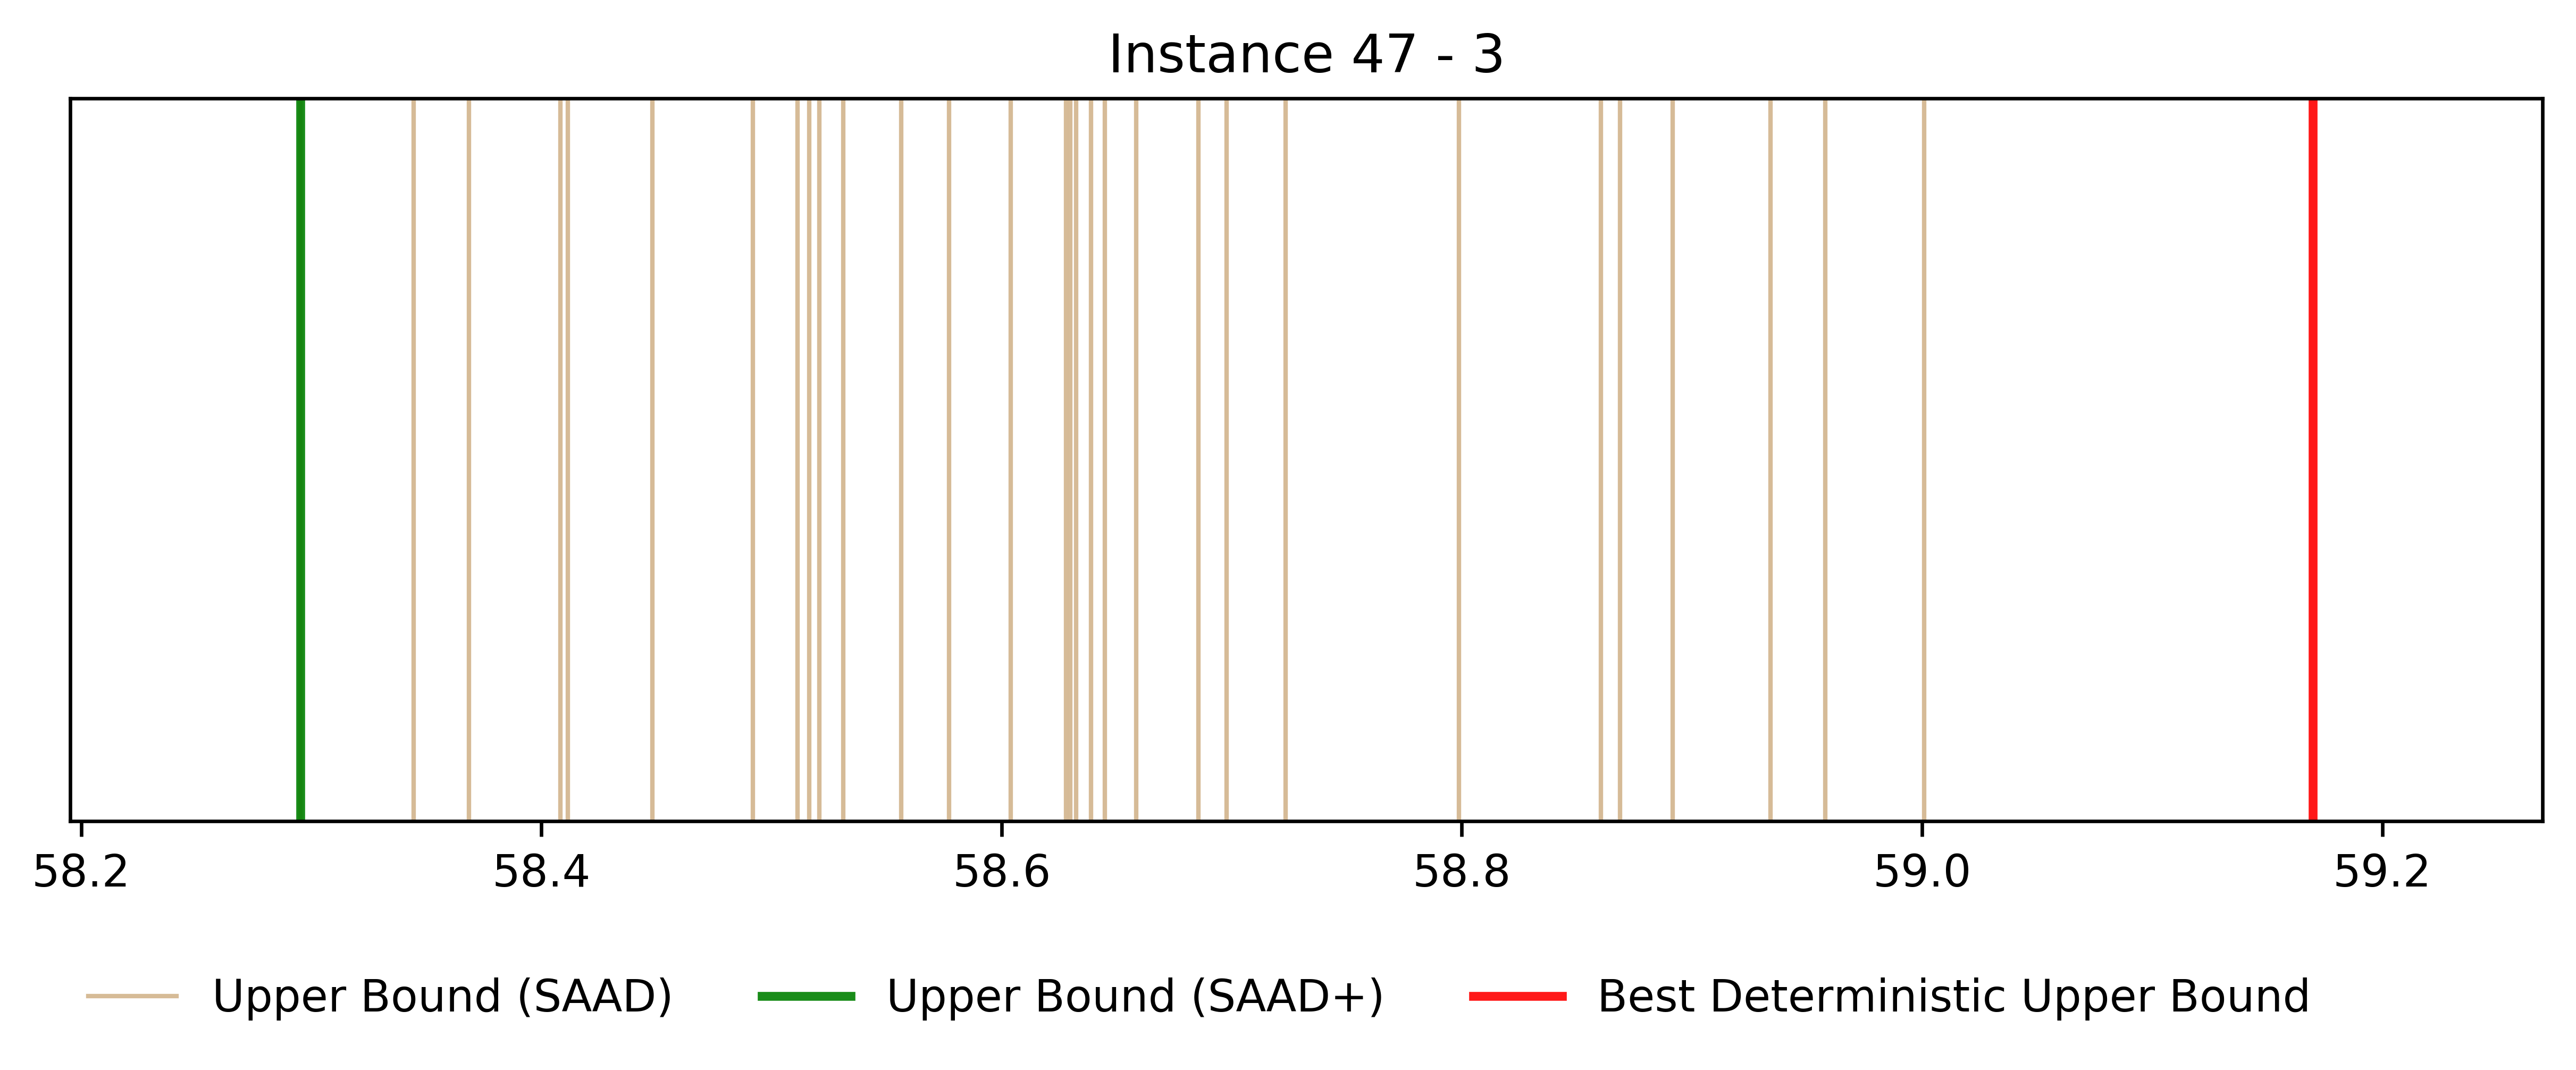 Instance 47 - 3
58.2 58.4 58.6 58.8 59.0 59.2
Upper Bound (SAAD) Upper Bound (SAAD+) Best Deterministic Upper Bound